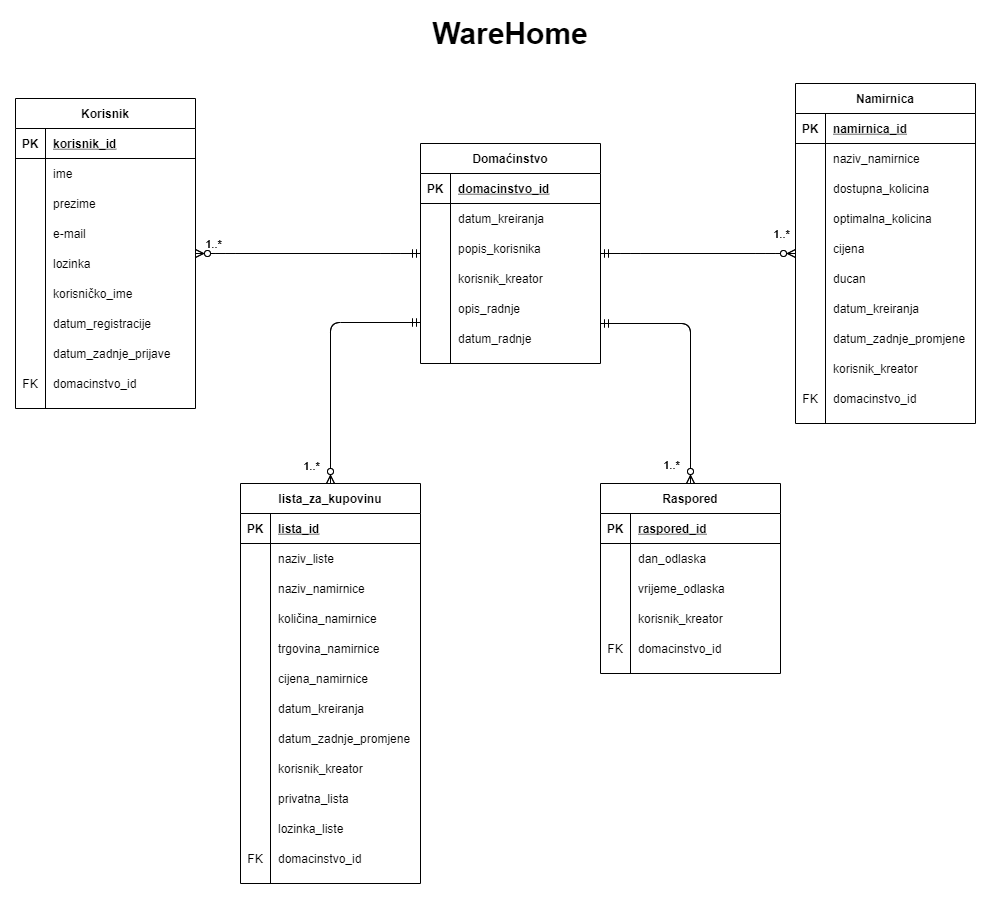 WareHome
Korisnik
PK korisnik_id
ime
prezime
e-mail
lozinka
korisničko_ime
datum_registracije
datum_zadnje_prijave
FK domacinstvo_id
1..*
Domaćinstvo
PK domacinstvo_id
datum_kreiranja
popis_korisnika
korisnik_kreator
opis_radnje
datum_radnje
1..*
Namirnica
PK namirnica_id
naziv_namirnice
dostupna_kolicina
optimalna_kolicina
cijena
ducan
datum_kreiranja
datum_zadnje_promjene
korisnik_kreator
FK domacinstvo_id
1..*
lista_za_kupovinu
PK lista_id
naziv_liste
naziv_namirnice
količina_namirnice
trgovina_namirnice
cijena_namirnice
datum_kreiranja
datum_zadnje_promjene
korisnik_kreator
privatna_lista
lozinka_liste
FK domacinstvo_id
1..*
Raspored
PK raspored_id
dan_odlaska
vrijeme_odlaska
korisnik_kreator
FK domacinstvo_id